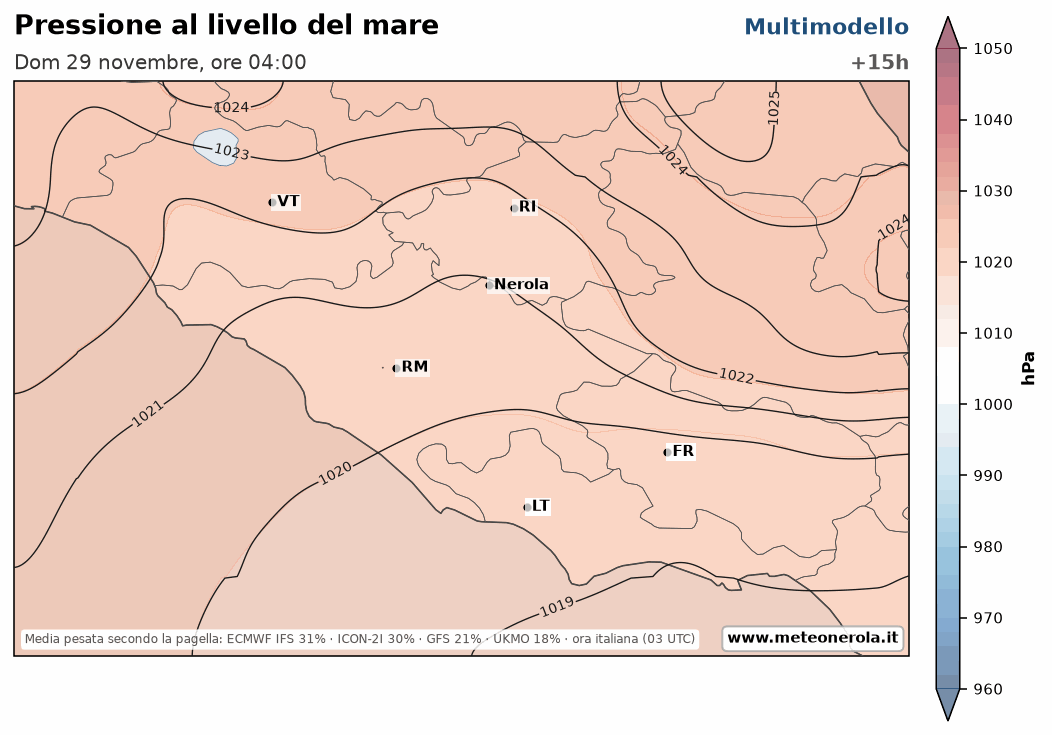 Pressione al livello del mare
Multimodello
Dom 29 novembre, ore 04:00
+15h
1024
1023
1025
1024
1024
VT
RI
Nerola
RM
1022
1021
1020
FR
LT
1019
Media pesata secondo la pagella: ECMWF IFS 31% · ICON-2I 30% · GFS 21% · UKMO 18% · ora italiana (03 UTC)
www.meteonerola.it
1050
1040
1030
1020
1010
1000
990
980
970
960
hPa